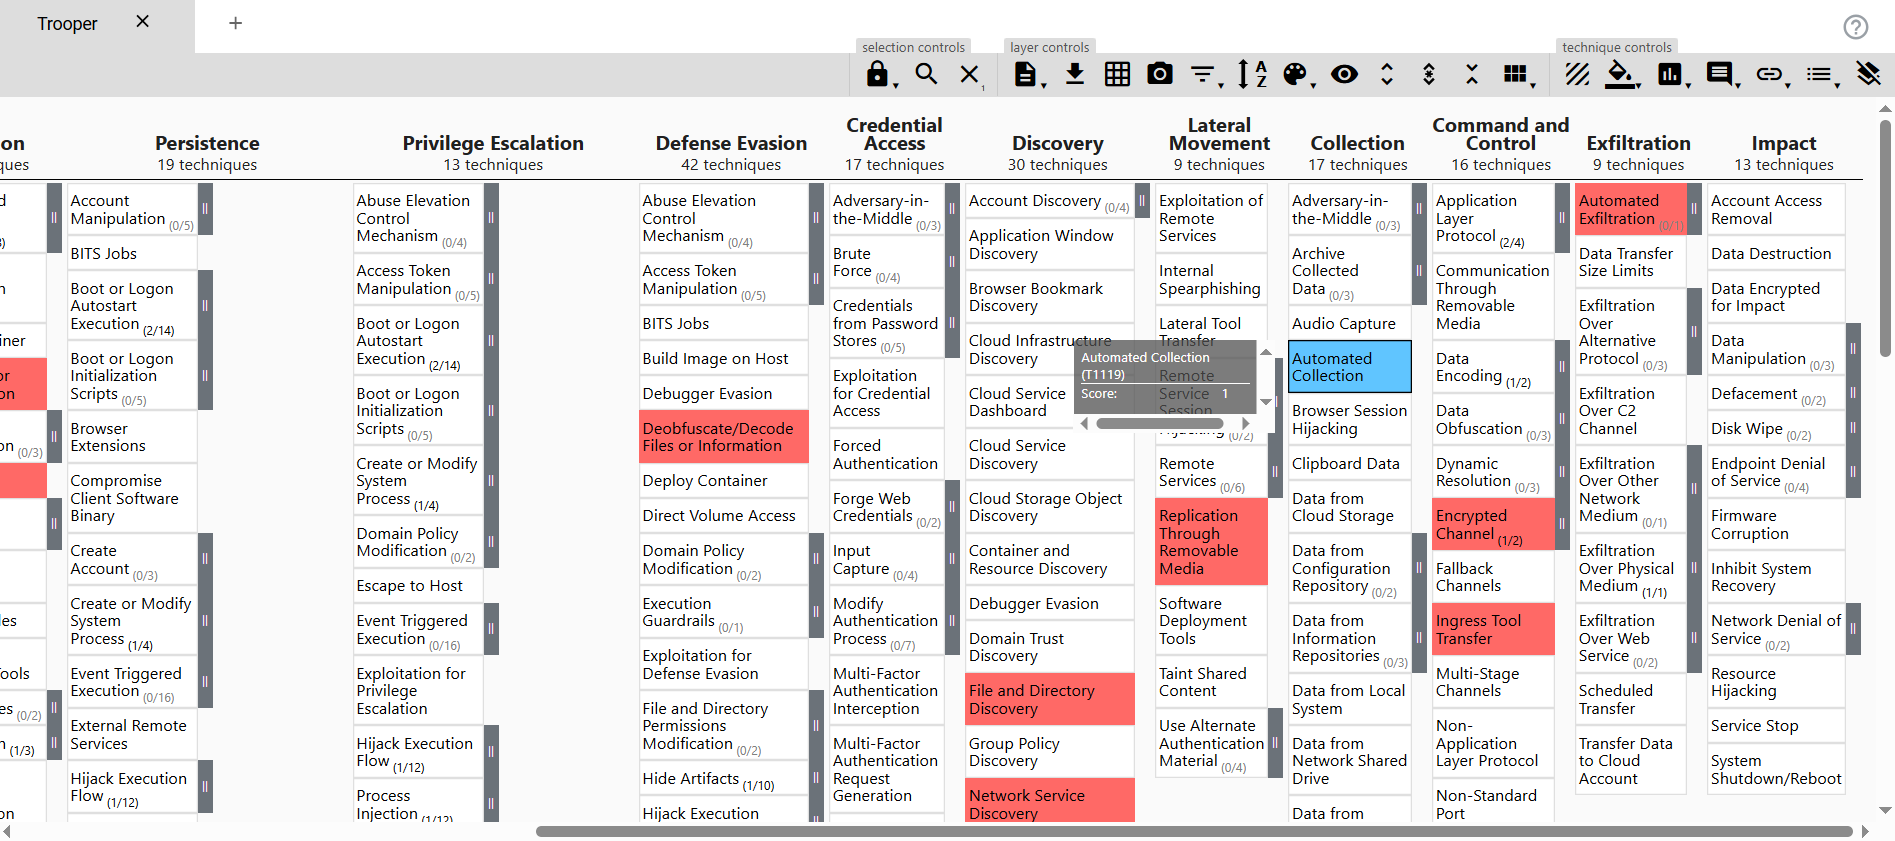 Trooper
selection controls
layer controls
technique controls
1
on
ques
d
3)
n
iner
or
on
on (0/3)
les
ools
es (0/2)
n (1/3)
on
Persistence
19 techniques
Account
Manipulation (0/5)
BITS Jobs
Boot or Logon
Autostart
Execution (2/14)
Boot or Logon
Initialization
Scripts (0/5)
Browser
Extensions
Compromise
Client Software
Binary
Create
Account (0/3)
Create or Modify
System
Process (1/4)
Event Triggered
Execution (0/16)
External Remote
Services
Hijack Execution
Flow (1/12)
Privilege Escalation
13 techniques
Abuse Elevation
Control
Mechanism (0/4)
Access Token
Manipulation (0/5)
Boot or Logon
Autostart
Execution (2/14)
Boot or Logon
Initialization
Scripts (0/5)
Create or Modify
System
Process (1/4)
Domain Policy
Modification (0/2)
Escape to Host
Event Triggered
Execution (0/16)
Exploitation for
Privilege
Escalation
Hijack Execution
Flow (1/12)
Process
Injection (1/12)
Defense Evasion
42 techniques
Abuse Elevation
Control
Mechanism (0/4)
Access Token
Manipulation (0/5)
BITS Jobs
Build Image on Host
Debugger Evasion
Deobfuscate/Decode
Files or Information
Deploy Container
Direct Volume Access
Domain Policy
Modification (0/2)
Execution
Guardrails (0/1)
Exploitation for
Defense Evasion
File and Directory
Permissions
Modification (0/2)
Hide Artifacts (1/10)
Hijack Execution
Credential
Access
17 techniques
Adversary-in-
the-Middle (0/3)
Brute
Force (0/4)
Credentials
from Password
Stores (0/5)
Exploitation
for Credential
Access
Forced
Authentication
Forge Web
Credentials (0/2)
Input
Capture (0/4)
Modify
Authentication
Process (0/7)
Multi-Factor
Authentication
Interception
Multi-Factor
Authentication
Request
Generation
Discovery
30 techniques
Account Discovery (0/4)
Application Window
Discovery
Browser Bookmark
Discovery
Cloud Infrastructure
Discovery
Cloud Service
Dashboard
Cloud Service
Discovery
Cloud Storage Object
Discovery
Container and
Resource Discovery
Debugger Evasion
Domain Trust
Discovery
File and Directory
Discovery
Group Policy
Discovery
Network Service
Discovery
Lateral
Movement
9 techniques
Exploitation of
Remote
Services
Internal
Spearphishing
Lateral Tool
Transfer
Remote
Service
Session
Hijacking (0/2)
Automated Collection
(T1119)
Score: 1
Remote
Services (0/6)
Replication
Through
Removable
Media
Software
Deployment
Tools
Taint Shared
Content
Use Alternate
Authentication
Material (0/4)
Collection
17 techniques
Adversary-in-
the-Middle (0/3)
Archive
Collected
Data (0/3)
Audio Capture
Automated
Collection
Browser Session
Hijacking
Clipboard Data
Data from
Cloud Storage
Data from
Configuration
Repository (0/2)
Data from
Information
Repositories (0/3)
Data from Local
System
Data from
Network Shared
Drive
Data from
Command and
Control
16 techniques
Application
Layer
Protocol (2/4)
Communication
Through
Removable
Media
Data
Encoding (1/2)
Data
Obfuscation (0/3)
Dynamic
Resolution (0/3)
Encrypted
Channel (1/2)
Fallback
Channels
Ingress Tool
Transfer
Multi-Stage
Channels
Non-
Application
Layer Protocol
Non-Standard
Port
Exfiltration
9 techniques
Automated
Exfiltration (0/1)
Data Transfer
Size Limits
Exfiltration
Over
Alternative
Protocol (0/3)
Exfiltration
Over C2
Channel
Exfiltration
Over Other
Network
Medium (0/1)
Exfiltration
Over Physical
Medium (1/1)
Exfiltration
Over Web
Service (0/2)
Scheduled
Transfer
Transfer Data
to Cloud
Account
Impact
13 techniques
Account Access
Removal
Data Destruction
Data Encrypted
for Impact
Data
Manipulation (0/3)
Defacement (0/2)
Disk Wipe (0/2)
Endpoint Denial
of Service (0/4)
Firmware
Corruption
Inhibit System
Recovery
Network Denial of
Service (0/2)
Resource
Hijacking
Service Stop
System
Shutdown/Reboot